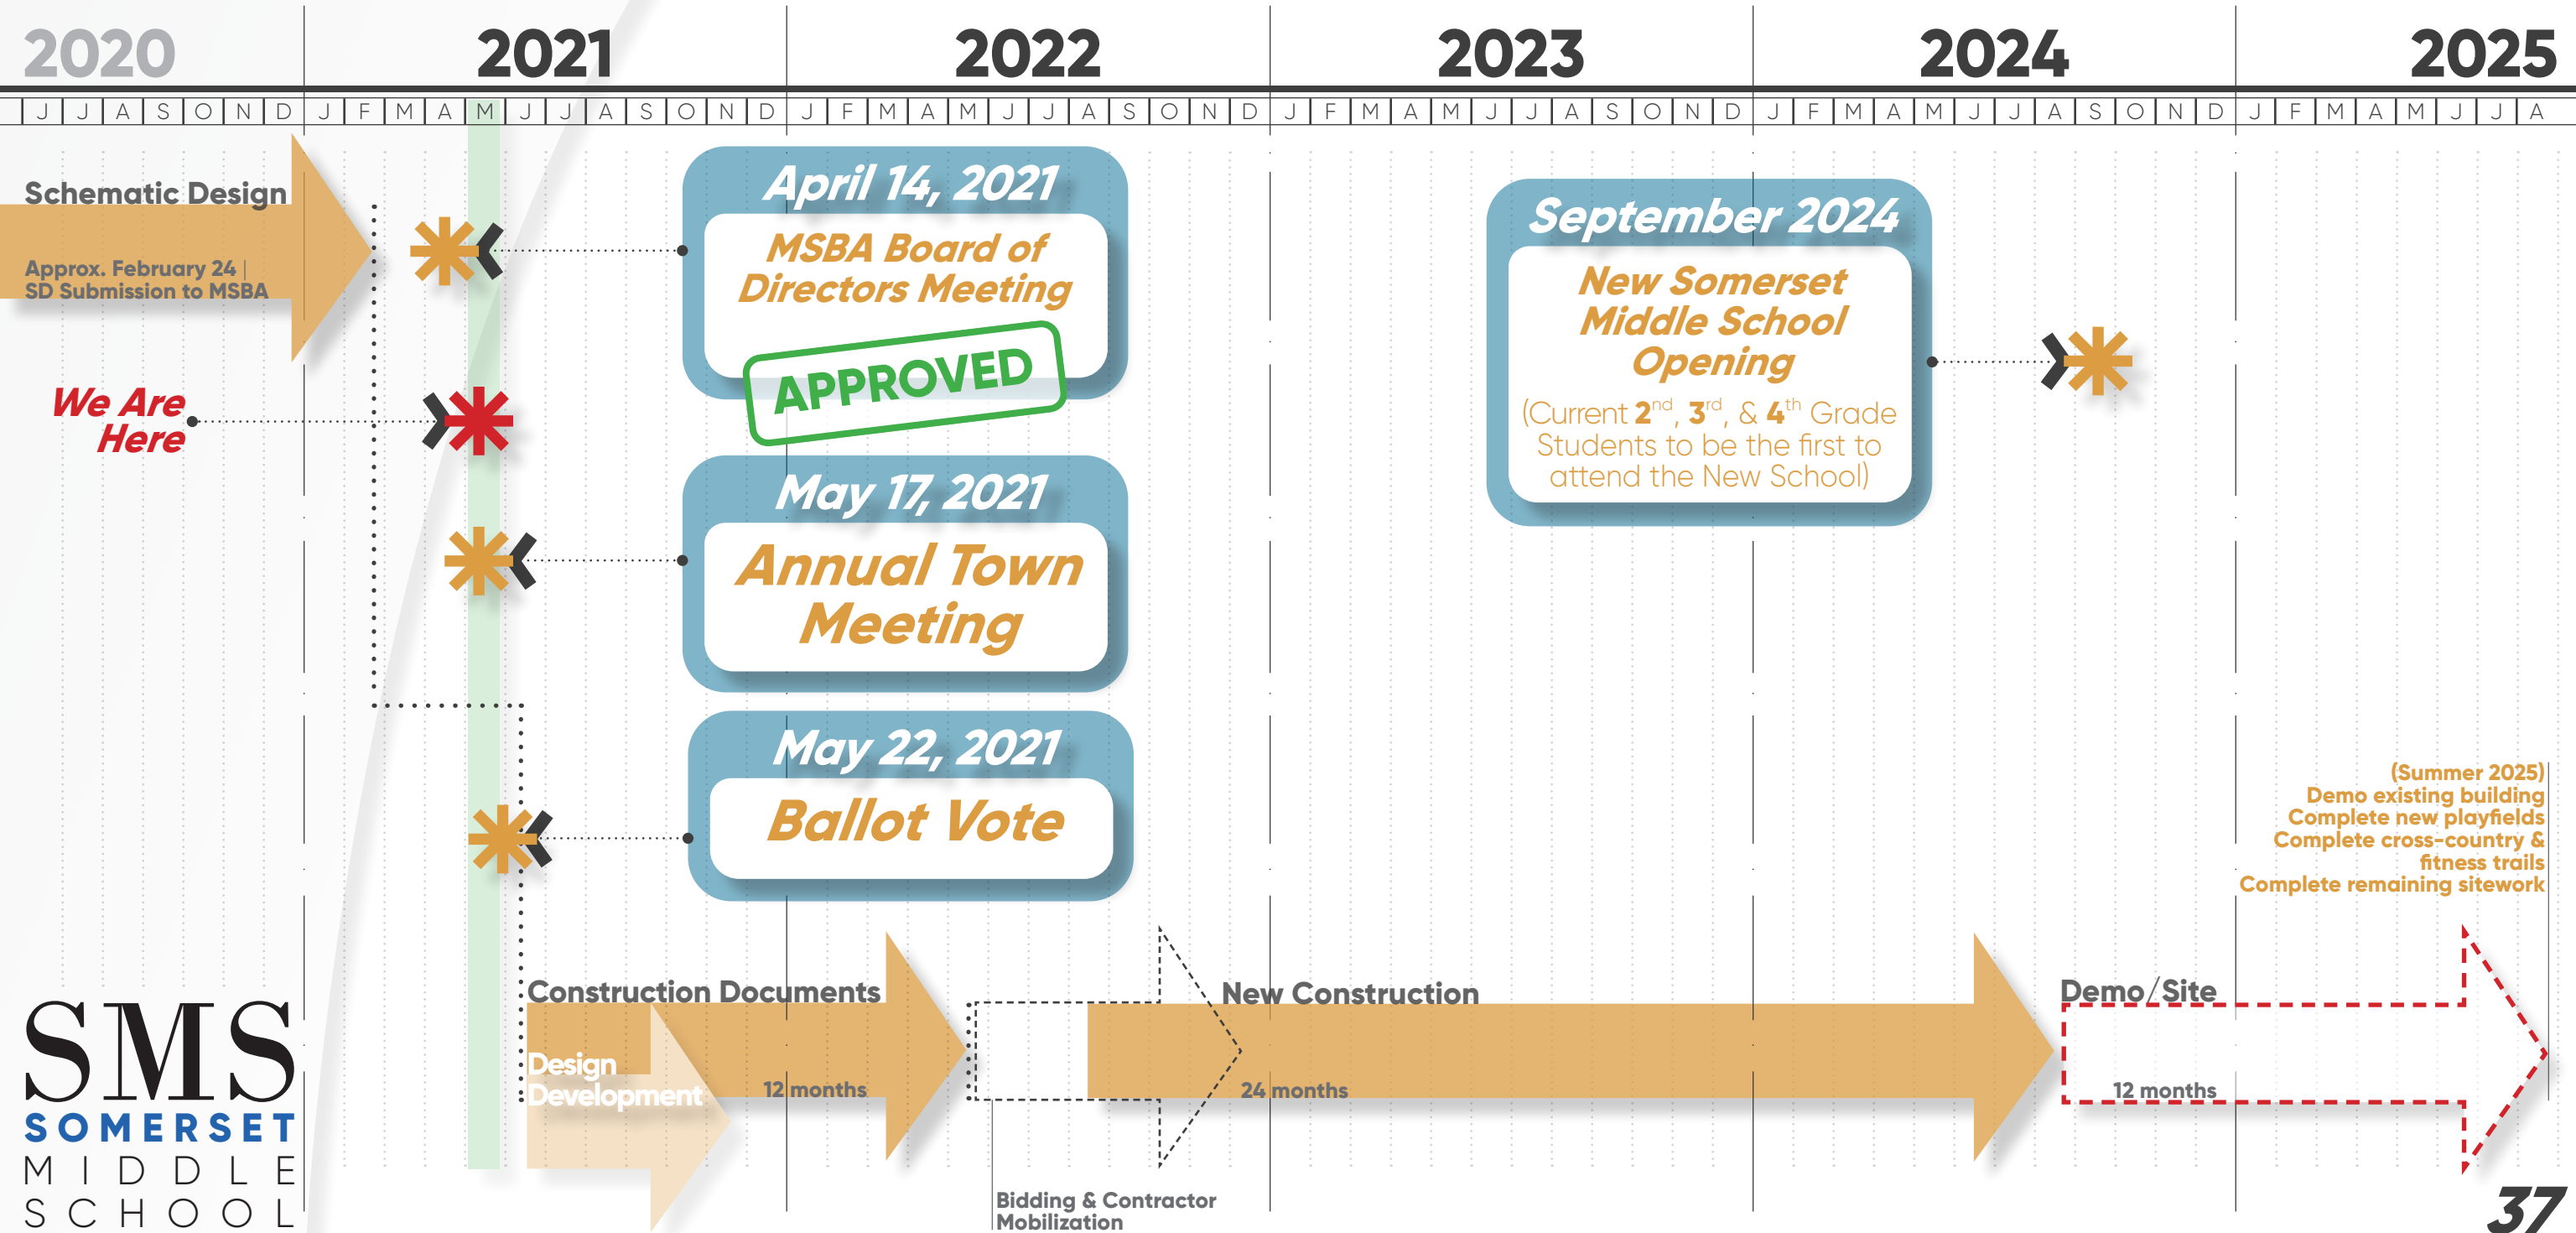 2020 2021 2022 2023 2024 2025
J J A S O N D J F M A M J J A S O N D J F M A M J J A S O N D J F M A M J J A S O N D J F M A M J J A S O N D J F M A M J J A
Schematic Design
Approx. February 24 |
SD Submission to MSBA
We Are
Here
April 14, 2021
MSBA Board of
Directors Meeting
APPROVED
May 17, 2021
Annual Town
Meeting
May 22, 2021
Ballot Vote
September 2024
New Somerset
Middle School
Opening
(Current 2nd, 3rd, & 4th Grade
Students to be the first to
attend the New School)
(Summer 2025)
Demo existing building
Complete new playfields
Complete cross-country &
fitness trails
Complete remaining sitework
Construction Documents
Design
Development
12 months
Bidding & Contractor
Mobilization
New Construction
24 months
Demo/Site
12 months
SMS
SOMERSET
MIDDLE
SCHOOL
37